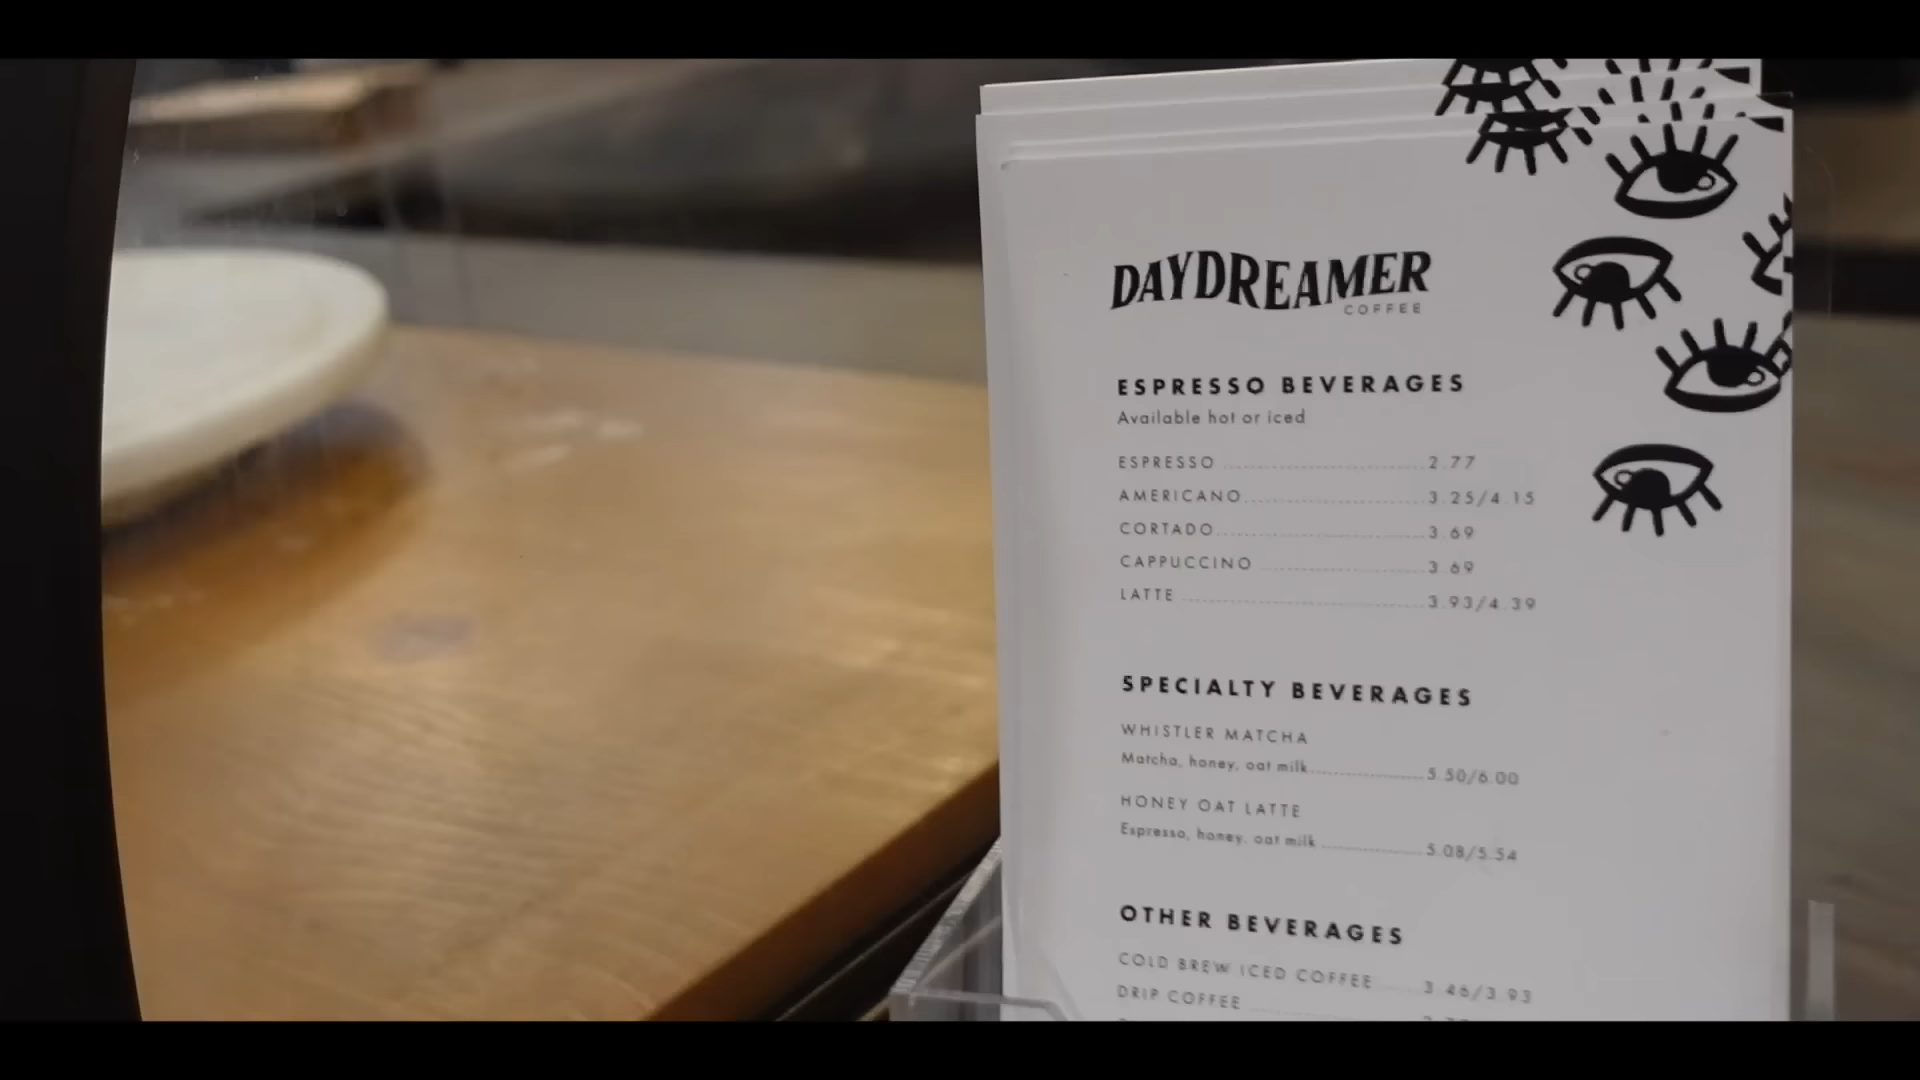 DAYDREAMER
COFFEE
ESPRESSO BEVERAGES
Available hot or iced
ESPRESSO 2.77
AMERICANO 3.25/4.15
CORTADO 3.69
CAPPUCCINO 3.69
LATTE 3.93/4.39
SPECIALTY BEVERAGES
WHISTLER MATCHA
Matcha, honey, oat milk 5.50/6.00
HONEY OAT LATTE
Espresso, honey, oat milk 5.08/5.54
OTHER BEVERAGES
COLD BREW ICED COFFEE 3.46/3.93
DRIP COFFEE